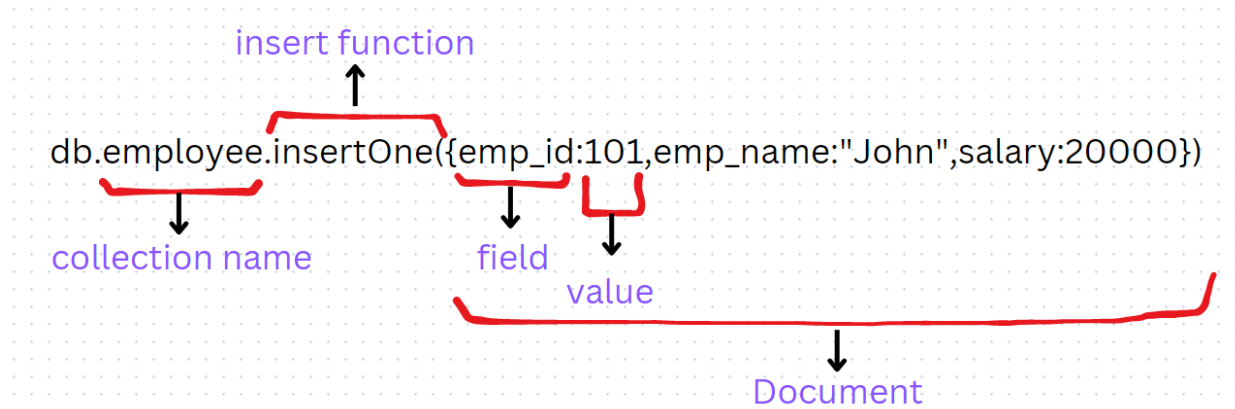 insert function
db.employee.insertOne({emp_id:101,emp_name:"John",salary:20000})
collection name
field
value
Document